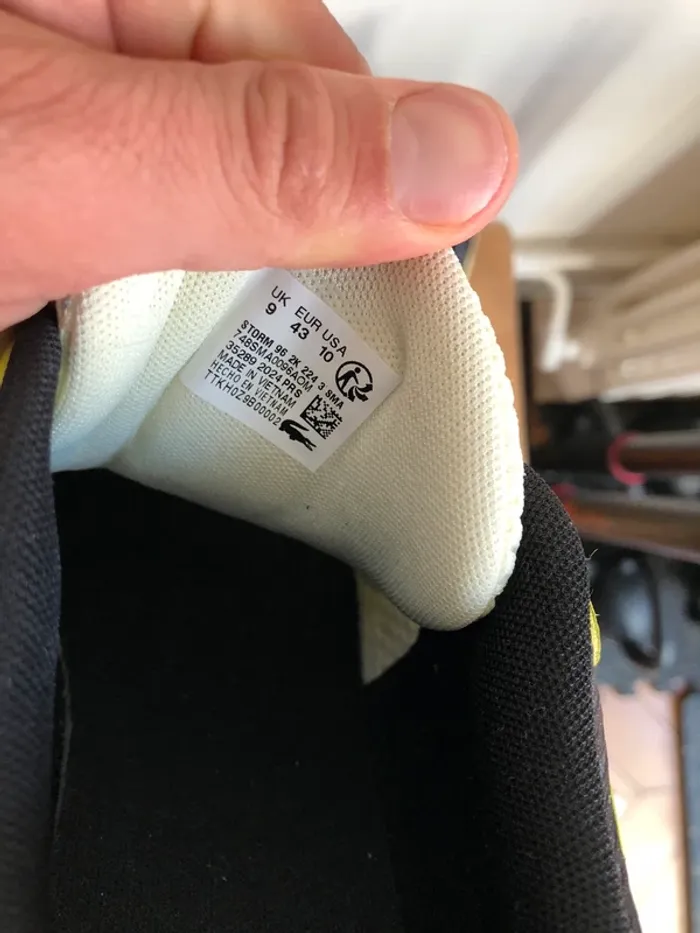 UK EUR USA
9 43 10
STORM 96 2K 224 3 SMA
748SMA0096AOM
35289 2024 PRS
MADE IN VIETNAM
HECHO EN VIETNAM
TTKH029B00002